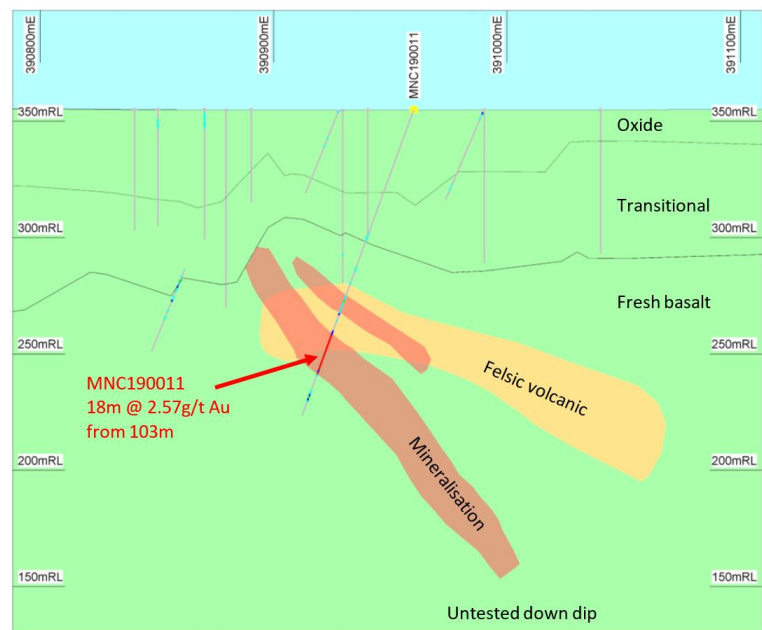 390800mE
390900mE
MNC190011
391000mE
391100mE
350mRL
350mRL
Oxide
Transitional
300mRL
300mRL
Fresh basalt
250mRL
250mRL
Felsic volcanic
MNC190011
18m @ 2.57g/t Au
from 103m
Mineralisation
200mRL
200mRL
150mRL
150mRL
Untested down dip